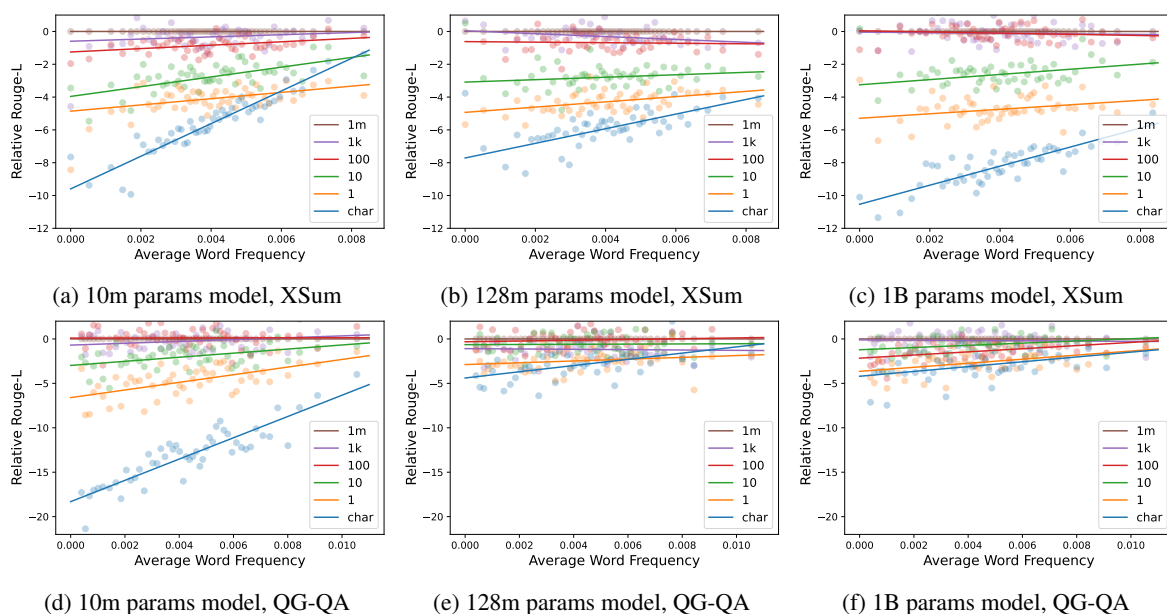 Relative Rouge-L
0
−2
−4
−6
−8
−10
−12
0.000 0.002 0.004 0.006 0.008
Average Word Frequency
1m
1k
100
10
1
char
(a) 10m params model, XSum
Relative Rouge-L
0
−2
−4
−6
−8
−10
−12
0.000 0.002 0.004 0.006 0.008
Average Word Frequency
1m
1k
100
10
1
char
(b) 128m params model, XSum
Relative Rouge-L
0
−2
−4
−6
−8
−10
−12
0.000 0.002 0.004 0.006 0.008
Average Word Frequency
1m
1k
100
10
1
char
(c) 1B params model, XSum
Relative Rouge-L
0
−5
−10
−15
−20
0.000 0.002 0.004 0.006 0.008 0.010
Average Word Frequency
1m
1k
100
10
1
char
(d) 10m params model, QG-QA
Relative Rouge-L
0
−5
−10
−15
−20
0.000 0.002 0.004 0.006 0.008 0.010
Average Word Frequency
1m
1k
100
10
1
char
(e) 128m params model, QG-QA
Relative Rouge-L
0
−5
−10
−15
−20
0.000 0.002 0.004 0.006 0.008 0.010
Average Word Frequency
1m
1k
100
10
1
char
(f) 1B params model, QG-QA